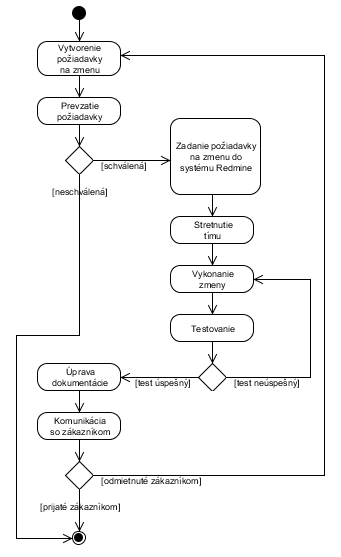 Vytvorenie
požiadavky
na zmenu
Prevzatie
požiadavky
[schválená]
[neschválená]
Zadanie požiadavky
na zmenu do
systému Redmine
Stretnutie
tímu
Vykonanie
zmeny
Testovanie
[test úspešný]
[test neúspešný]
Úprava
dokumentácie
Komunikácia
so zákazníkom
[odmietnuté zákazníkom]
[prijaté zákazníkom]